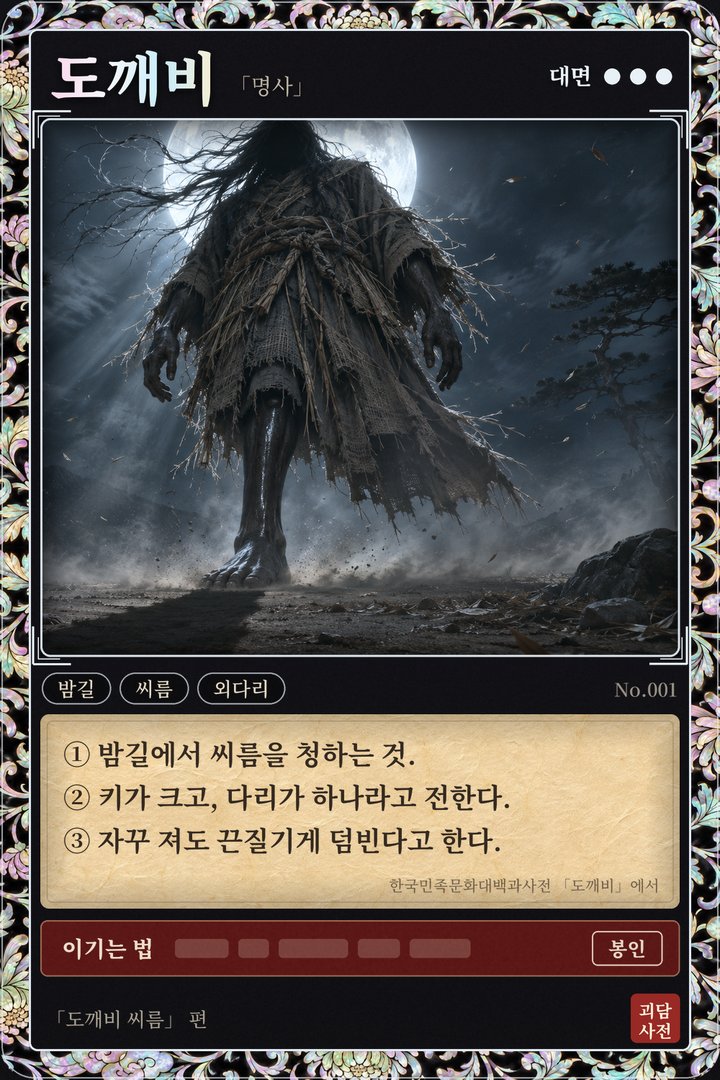 도깨비 「명사」 대면 ●●●
밤길 씨름 외다리 No.001
① 밤길에서 씨름을 청하는 것.
② 키가 크고, 다리가 하나라고 전한다.
③ 자꾸 져도 끈질기게 덤빈다고 한다.
한국민족문화대백과사전 「도깨비」에서
이기는 법 봉인
「도깨비 씨름」 편
괴담
사전